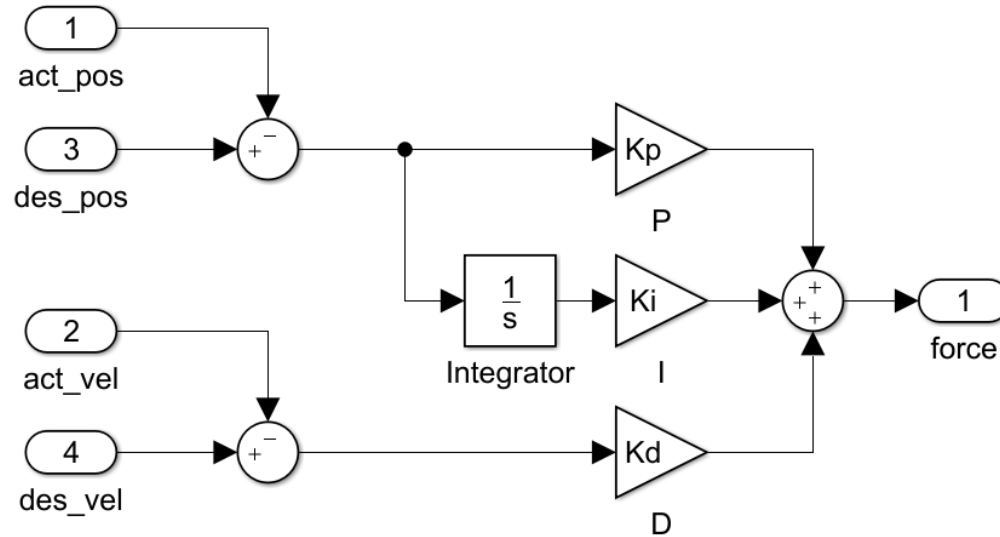 1
act_pos
3
des_pos
−
+
Kp
P
1
s
Integrator
Ki
I
+
+
+
1
force
2
act_vel
4
des_vel
−
+
Kd
D